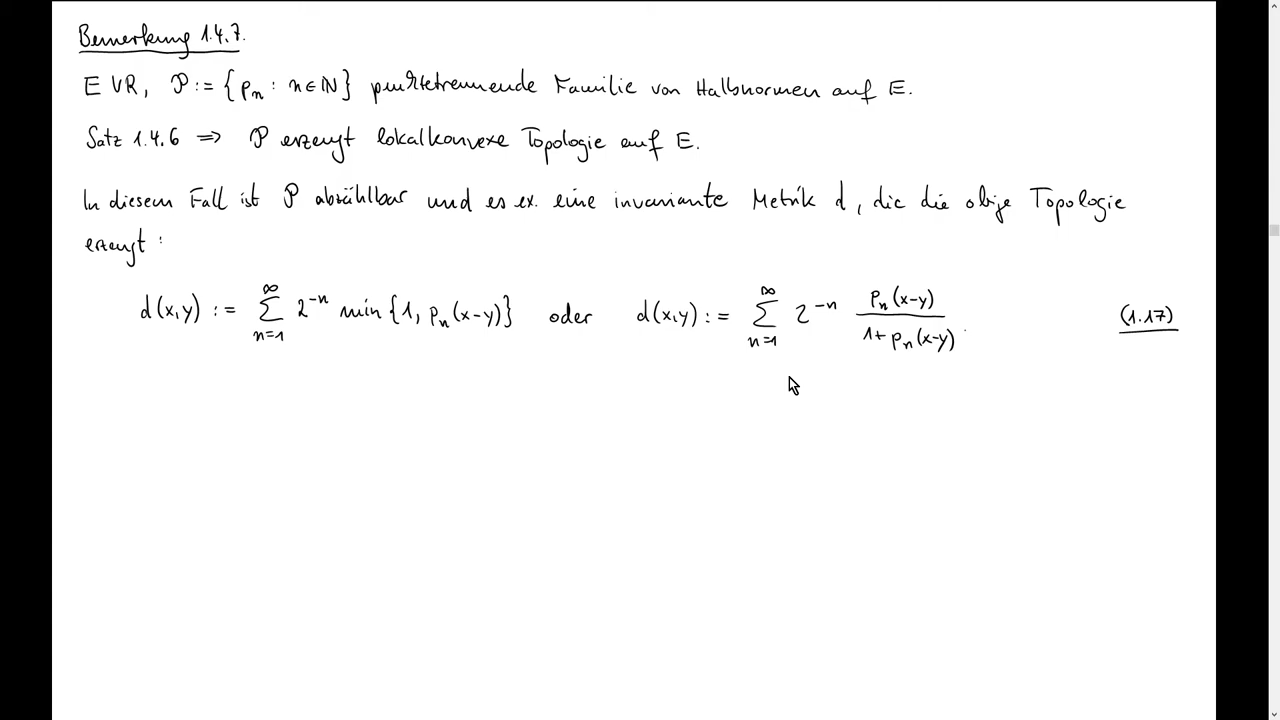 Bemerkung 1.4.7.
E VR, 𝒫 := {pₙ : n ∈ ℕ} punktetrennende Familie von Halbnormen auf E.
Satz 1.4.6 ⟹ 𝒫 erzeugt lokalkonvexe Topologie auf E.
In diesem Fall ist 𝒫 abzählbar und es ex. eine invariante Metrik d, die die obige Topologie
erzeugt :
d(x,y) := ∑_{n=1}^{∞} 2^{-n} min{1, pₙ(x-y)} oder d(x,y) := ∑_{n=1}^{∞} 2^{-n} \frac{pₙ(x-y)}{1+pₙ(x-y)} (1.17)